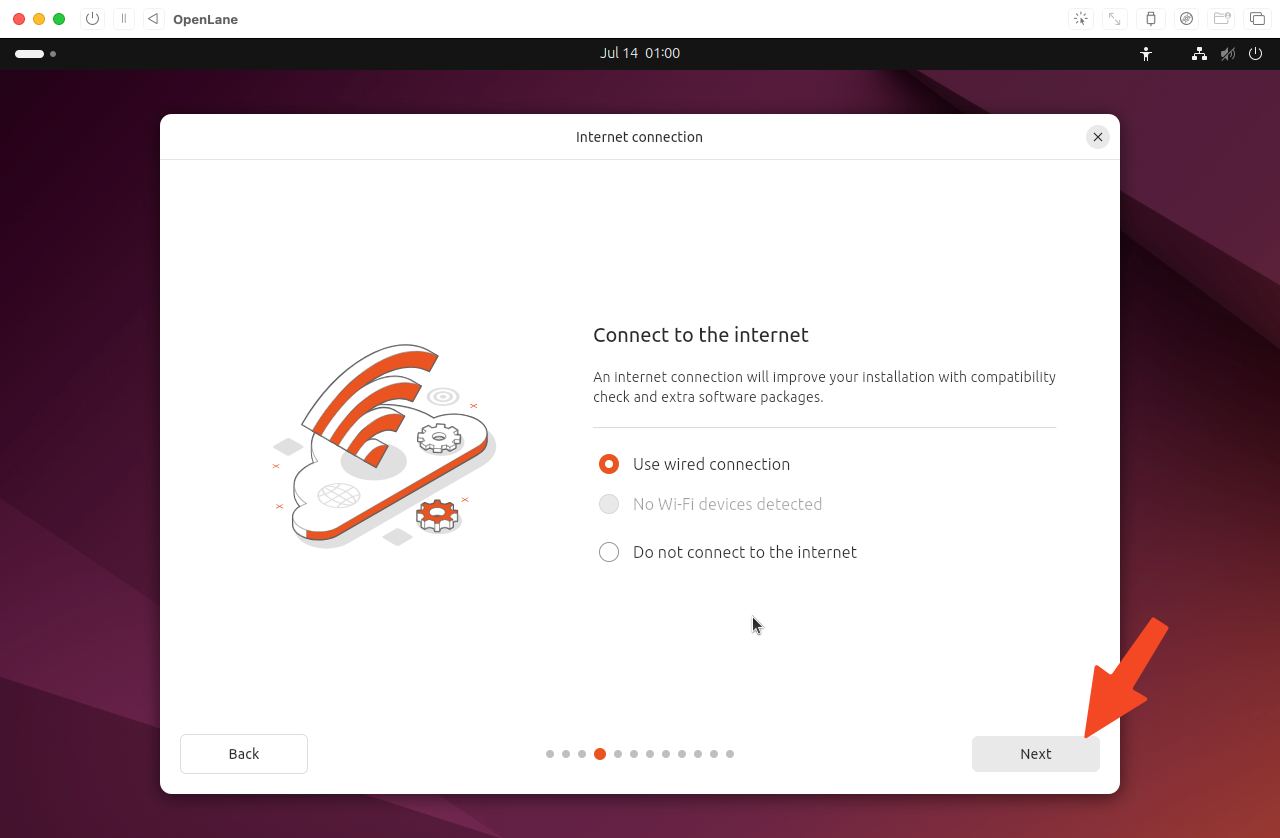 OpenLane
Jul 14 01:00
Internet connection
Connect to the internet
An internet connection will improve your installation with compatibility
check and extra software packages.
Use wired connection
No Wi-Fi devices detected
Do not connect to the internet
Back
Next